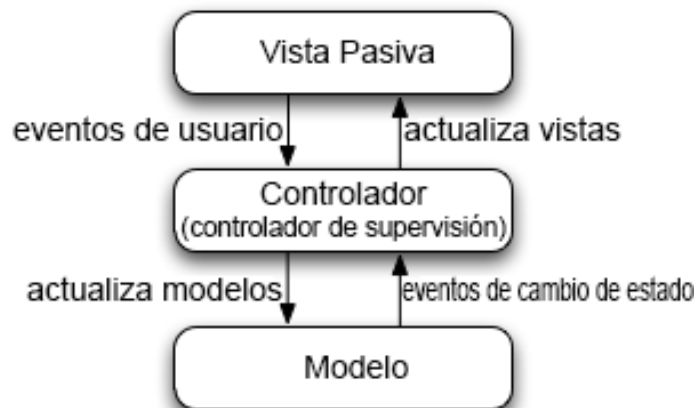 Vista Pasiva
eventos de usuario
actualiza vistas
Controlador
(controlador de supervisión)
actualiza modelos
eventos de cambio de estado
Modelo